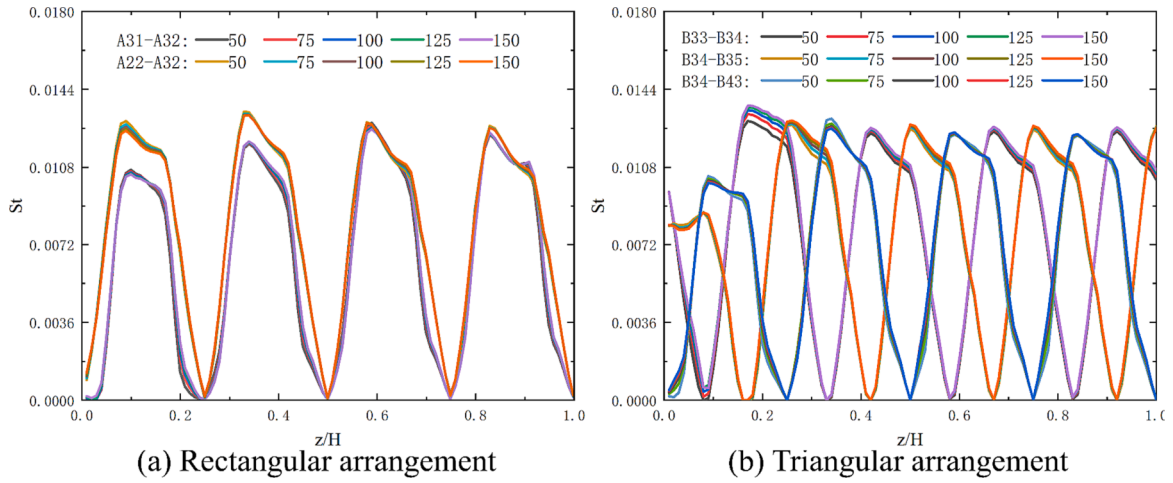 0.0180
0.0144
0.0108
0.0072
0.0036
0.0000
St
A31-A32: 50 75 100 125 150
A22-A32: 50 75 100 125 150
0.0 0.2 0.4 0.6 0.8 1.0
z/H
(a) Rectangular arrangement
0.0180
0.0144
0.0108
0.0072
0.0036
0.0000
St
B33-B34: 50 75 100 125 150
B34-B35: 50 75 100 125 150
B34-B43: 50 75 100 125 150
0.0 0.2 0.4 0.6 0.8 1.0
z/H
(b) Triangular arrangement